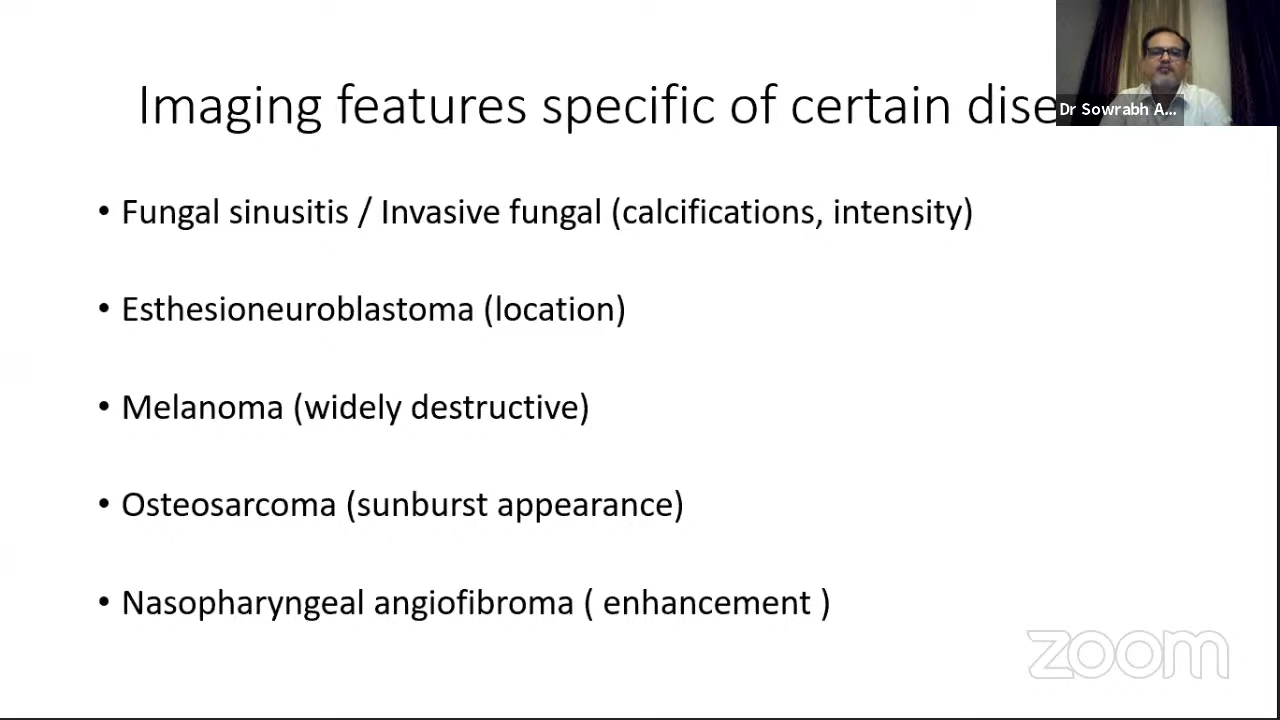 Imaging features specific of certain dise
Dr Sowrabh A...
• Fungal sinusitis / Invasive fungal (calcifications, intensity)
• Esthesioneuroblastoma (location)
• Melanoma (widely destructive)
• Osteosarcoma (sunburst appearance)
• Nasopharyngeal angiofibroma ( enhancement )
zoom